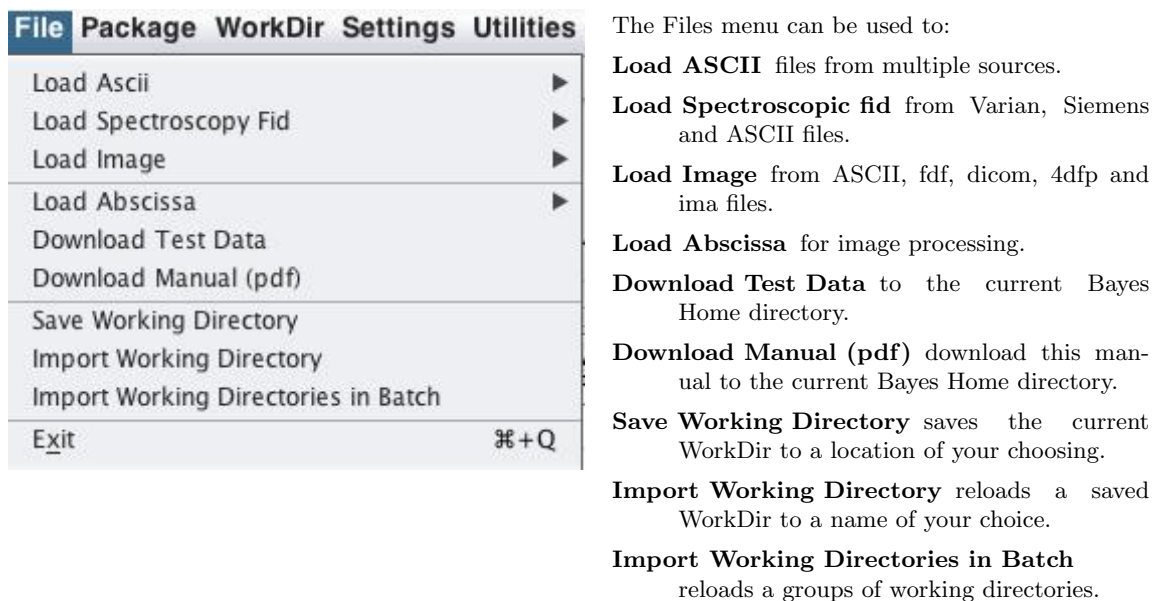 File Package WorkDir Settings Utilities
Load Ascii
Load Spectroscopy Fid
Load Image
Load Abscissa
Download Test Data
Download Manual (pdf)
Save Working Directory
Import Working Directory
Import Working Directories in Batch
Exit ⌘+Q
The Files menu can be used to:
Load ASCII files from multiple sources.
Load Spectroscopic fid from Varian, Siemens
and ASCII files.
Load Image from ASCII, fdf, dicom, 4dfp and
ima files.
Load Abscissa for image processing.
Download Test Data to the current Bayes
Home directory.
Download Manual (pdf) download this man-
ual to the current Bayes Home directory.
Save Working Directory saves the current
WorkDir to a location of your choosing.
Import Working Directory reloads a saved
WorkDir to a name of your choice.
Import Working Directories in Batch
reloads a groups of working directories.